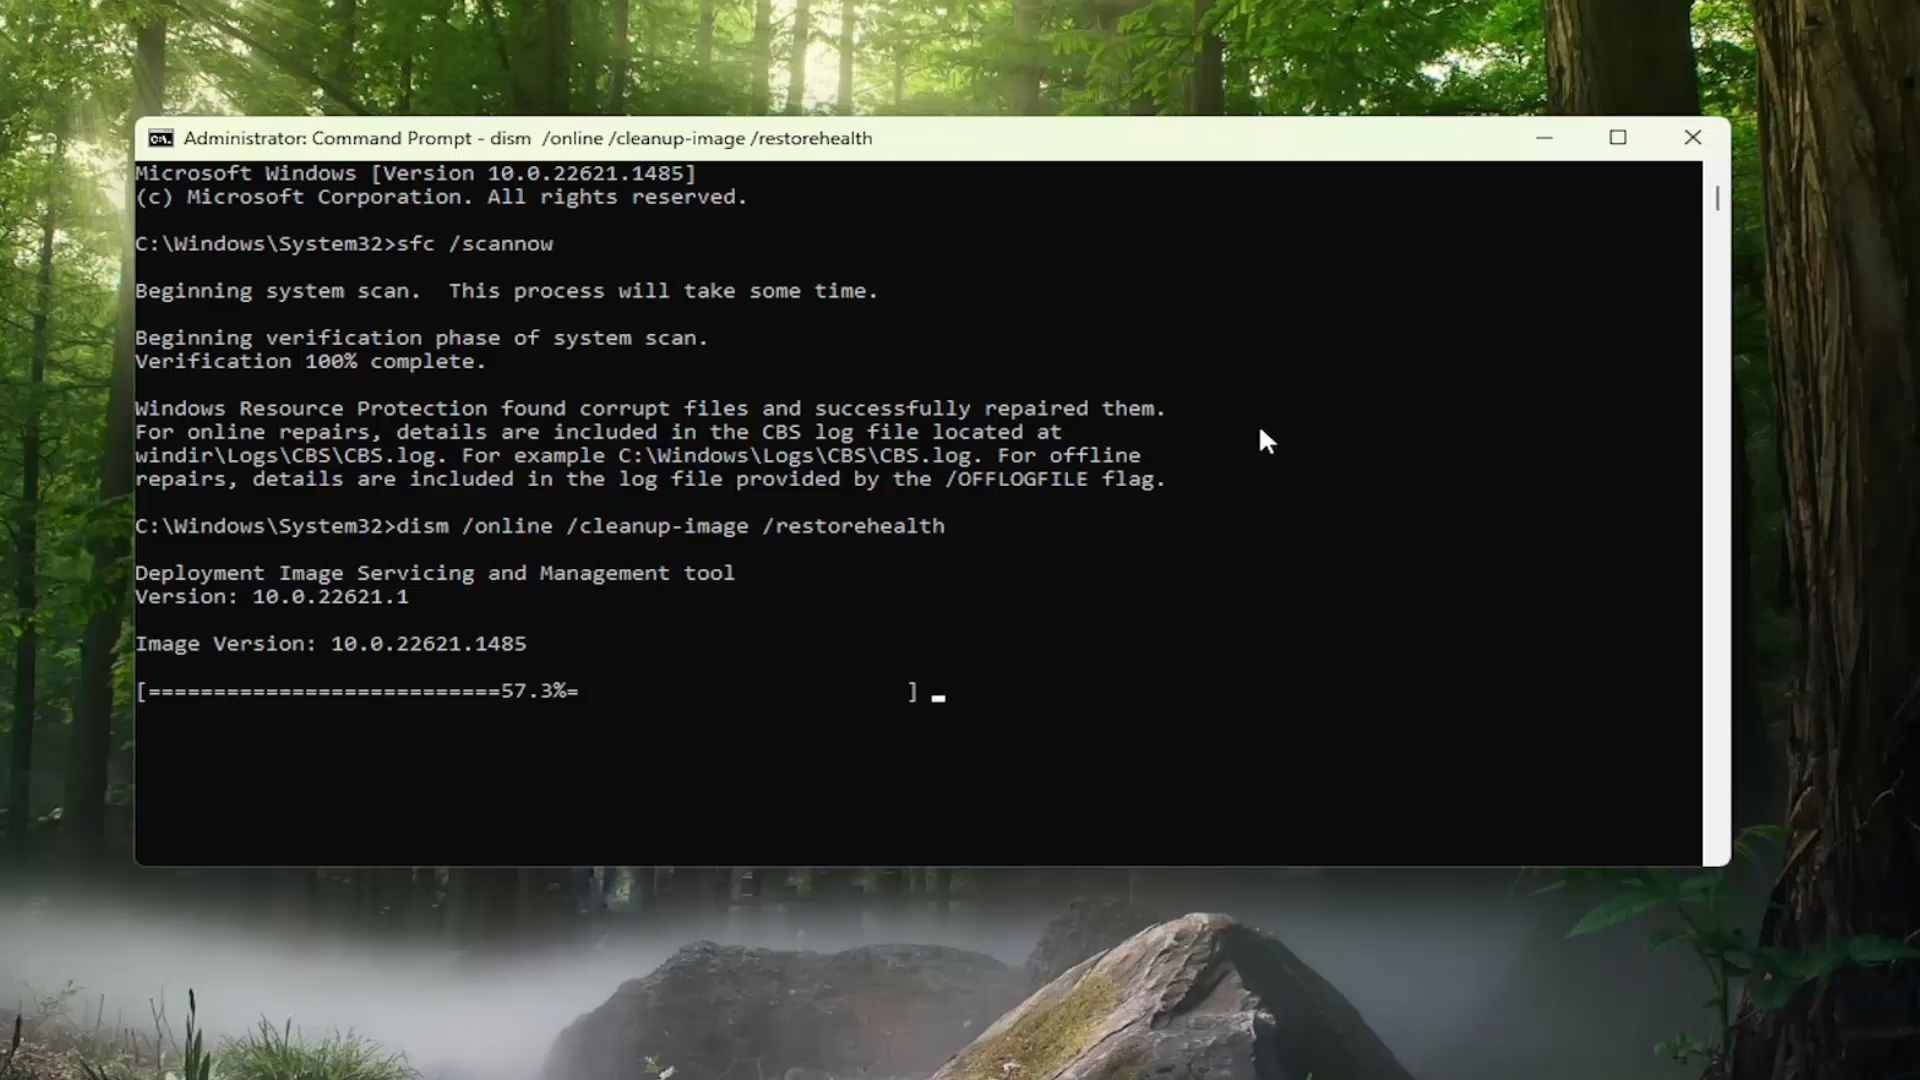 Administrator: Command Prompt - dism  /online /cleanup-image /restorehealth
Microsoft Windows [Version 10.0.22621.1485]
(c) Microsoft Corporation. All rights reserved.
C:\Windows\System32>sfc /scannow
Beginning system scan.  This process will take some time.
Beginning verification phase of system scan.
Verification 100% complete.
Windows Resource Protection found corrupt files and successfully repaired them.
For online repairs, details are included in the CBS log file located at
windir\Logs\CBS\CBS.log. For example C:\Windows\Logs\CBS\CBS.log. For offline
repairs, details are included in the log file provided by the /OFFLOGFILE flag.
C:\Windows\System32>dism /online /cleanup-image /restorehealth
Deployment Image Servicing and Management tool
Version: 10.0.22621.1
Image Version: 10.0.22621.1485
[===========================57.3%=                          ]